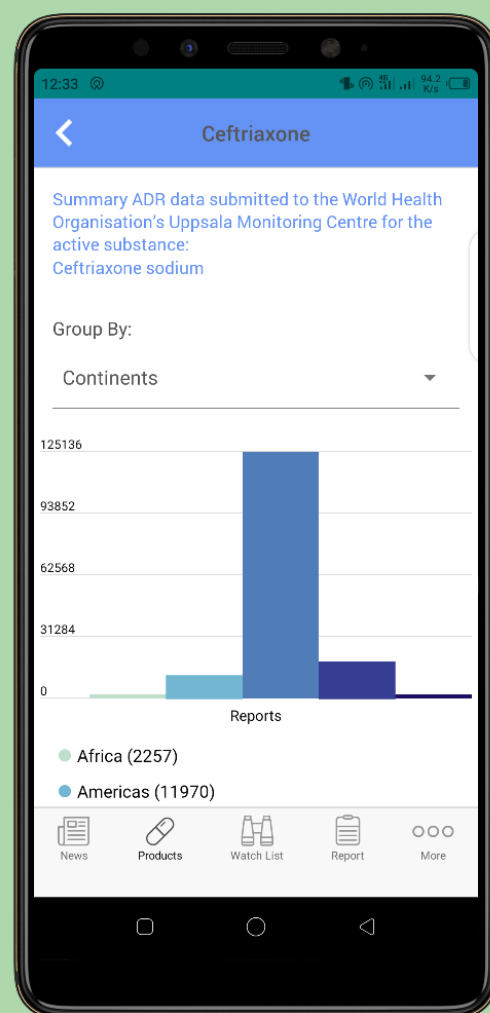 12:33 4G 94.2
K/s
Ceftriaxone
Summary ADR data submitted to the World Health
Organisation's Uppsala Monitoring Centre for the
active substance:
Ceftriaxone sodium
Group By:
Continents
125136
93852
62568
31284
0
Reports
Africa (2257)
Americas (11970)
News Products Watch List Report More